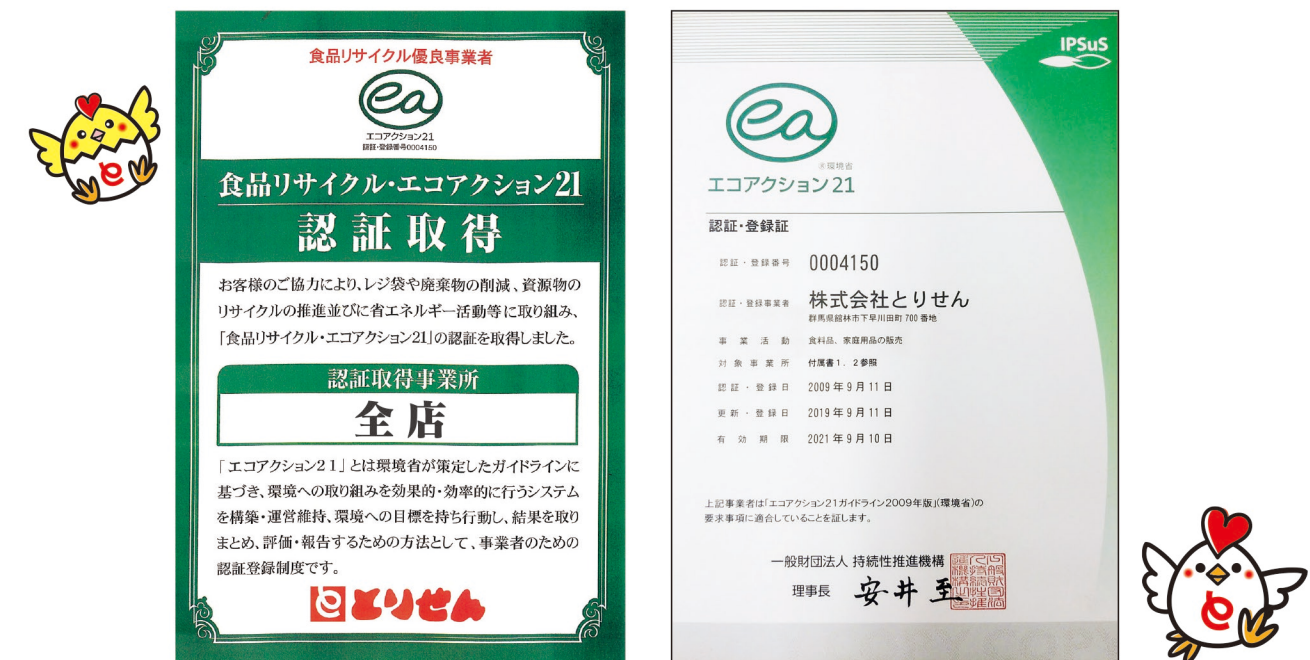 食品リサイクル優良事業者
ea
エコアクション21
認証・登録番号0004150
食品リサイクル・エコアクション21
認証取得
お客様のご協力により、レジ袋や廃棄物の削減、資源物の
リサイクルの推進並びに省エネルギー活動等に取り組み、
「食品リサイクル・エコアクション21」の認証を取得しました。
認証取得事業所
全店
「エコアクション21」とは環境省が策定したガイドラインに
基づき、環境への取り組みを効果的・効率的に行うシステム
を構築・運営維持、環境への目標を持ち行動し、結果を取り
まとめ、評価・報告するための方法として、事業者のための
認証登録制度です。
と とりせん
IPSuS
ea
環境省
エコアクション21
認証・登録証
認証・登録番号 0004150
認証・登録事業者 株式会社とりせん
群馬県館林市下早川田町700番地
事業活動 食料品、家庭用品の販売
対象事業所 付属書1.2参照
認証・登録日 2009年9月11日
更新・登録日 2019年9月11日
有効期限 2021年9月10日
上記事業者は「エコアクション21ガイドライン2009年版」(環境省)の
要求事項に適合していることを証します。
一般財団法人 持続性推進機構
理事長 安井至
と
と